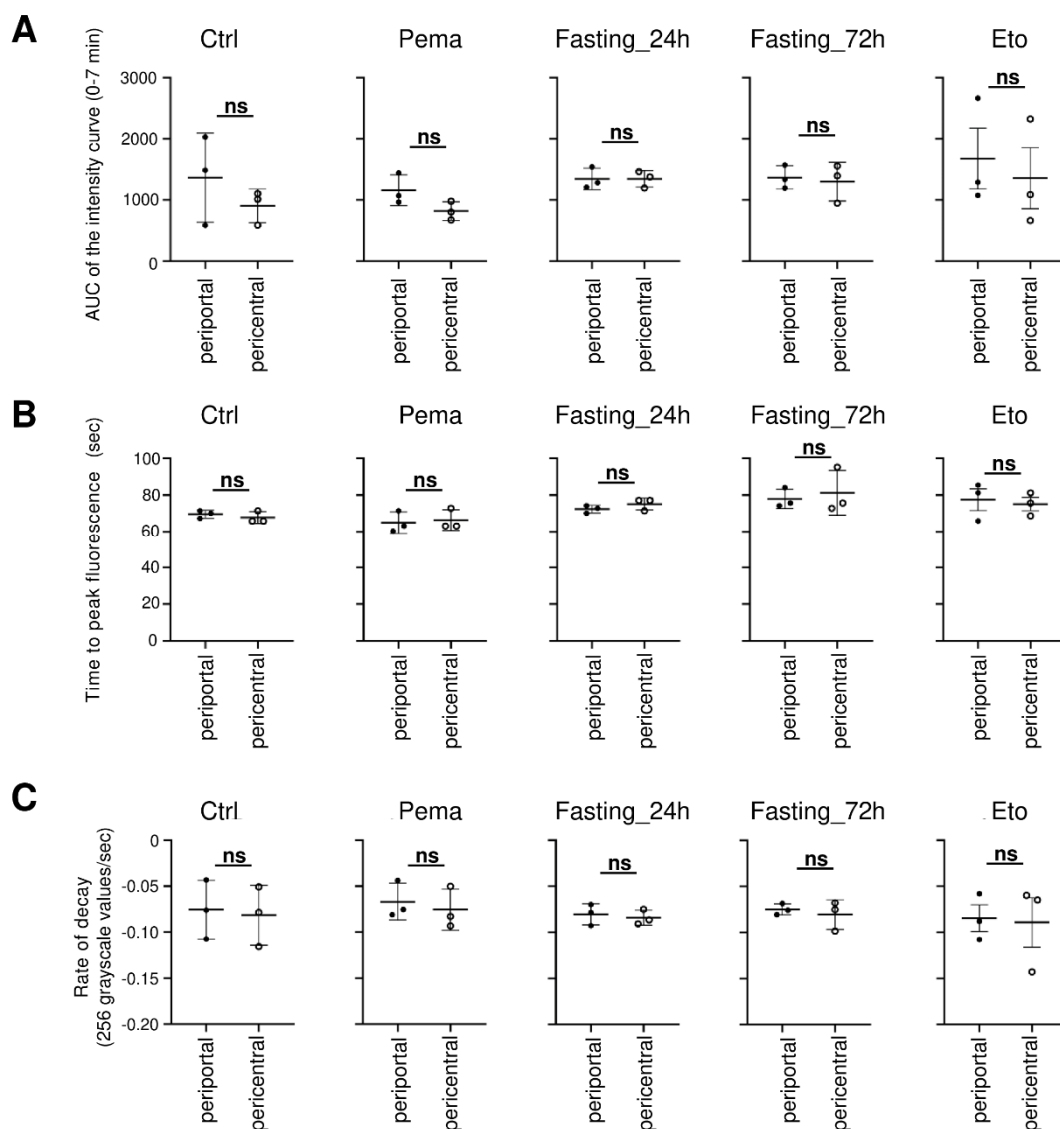 A
Ctrl Pema Fasting_24h Fasting_72h Eto
AUC of the intensity curve (0-7 min)
3000
2000
1000
0
ns ns ns ns ns
periportal pericentral periportal pericentral periportal pericentral periportal pericentral periportal pericentral
B
Ctrl Pema Fasting_24h Fasting_72h Eto
Time to peak fluorescence (sec)
100
80
60
40
20
0
ns ns ns ns ns
periportal pericentral periportal pericentral periportal pericentral periportal pericentral periportal pericentral
C
Ctrl Pema Fasting_24h Fasting_72h Eto
Rate of decay
(256 grayscale values/sec)
0
-0.05
-0.10
-0.15
-0.20
ns ns ns ns ns
periportal pericentral periportal pericentral periportal pericentral periportal pericentral periportal pericentral